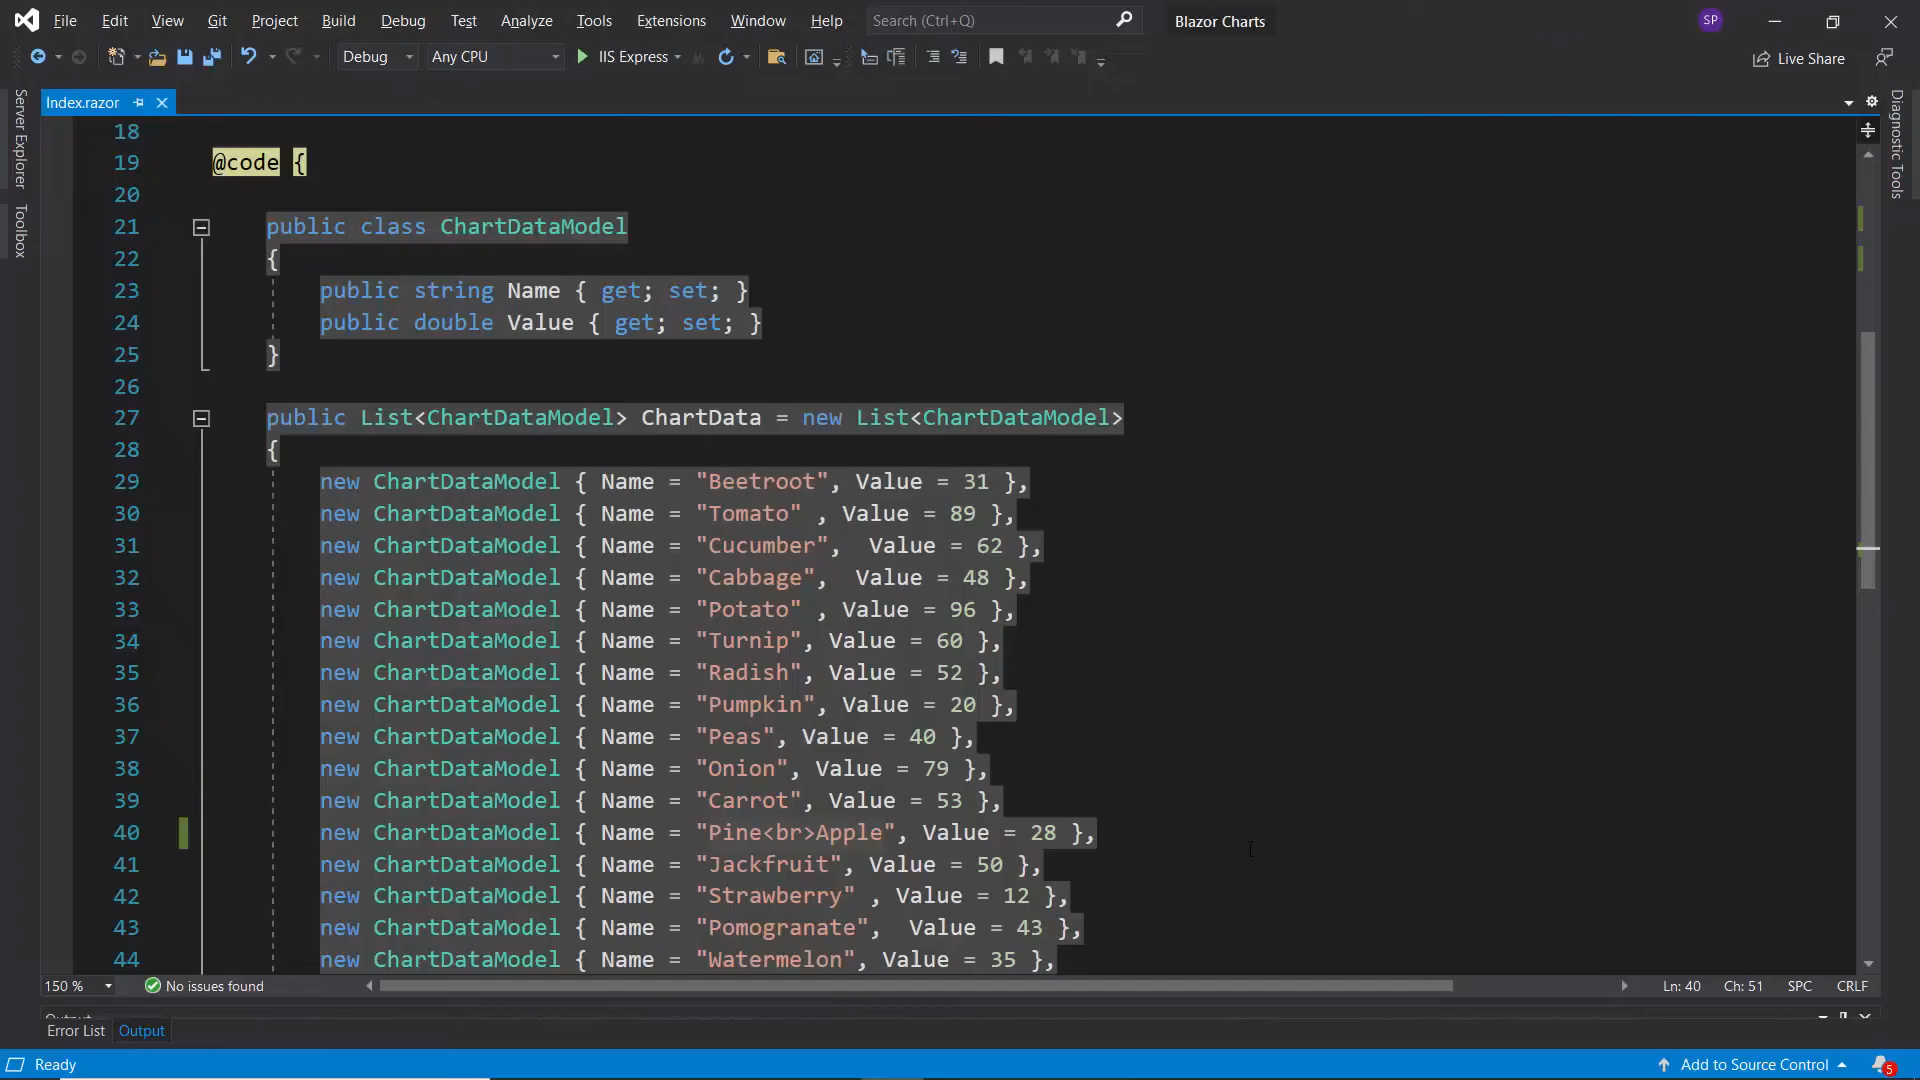 File Edit View Git Project Build Debug Test Analyze Tools Extensions Window Help Search (Ctrl+Q) Blazor Charts SP
Debug Any CPU IIS Express Live Share
Server Explorer
Toolbox
Index.razor
Diagnostic Tools
18
19 @code {
20
21 public class ChartDataModel
22 {
23 public string Name { get; set; }
24 public double Value { get; set; }
25 }
26
27 public List<ChartDataModel> ChartData = new List<ChartDataModel>
28 {
29 new ChartDataModel { Name = "Beetroot", Value = 31 },
30 new ChartDataModel { Name = "Tomato" , Value = 89 },
31 new ChartDataModel { Name = "Cucumber",  Value = 62 },
32 new ChartDataModel { Name = "Cabbage",  Value = 48 },
33 new ChartDataModel { Name = "Potato" , Value = 96 },
34 new ChartDataModel { Name = "Turnip", Value = 60 },
35 new ChartDataModel { Name = "Radish", Value = 52 },
36 new ChartDataModel { Name = "Pumpkin", Value = 20 },
37 new ChartDataModel { Name = "Peas", Value = 40 },
38 new ChartDataModel { Name = "Onion", Value = 79 },
39 new ChartDataModel { Name = "Carrot", Value = 53 },
40 new ChartDataModel { Name = "Pine<br>Apple", Value = 28 },
41 new ChartDataModel { Name = "Jackfruit", Value = 50 },
42 new ChartDataModel { Name = "Strawberry" , Value = 12 },
43 new ChartDataModel { Name = "Pomogranate",  Value = 43 },
44 new ChartDataModel { Name = "Watermelon", Value = 35 },
150 % No issues found Ln: 40 Ch: 51 SPC CRLF
Output
Error List Output
Ready Add to Source Control 5